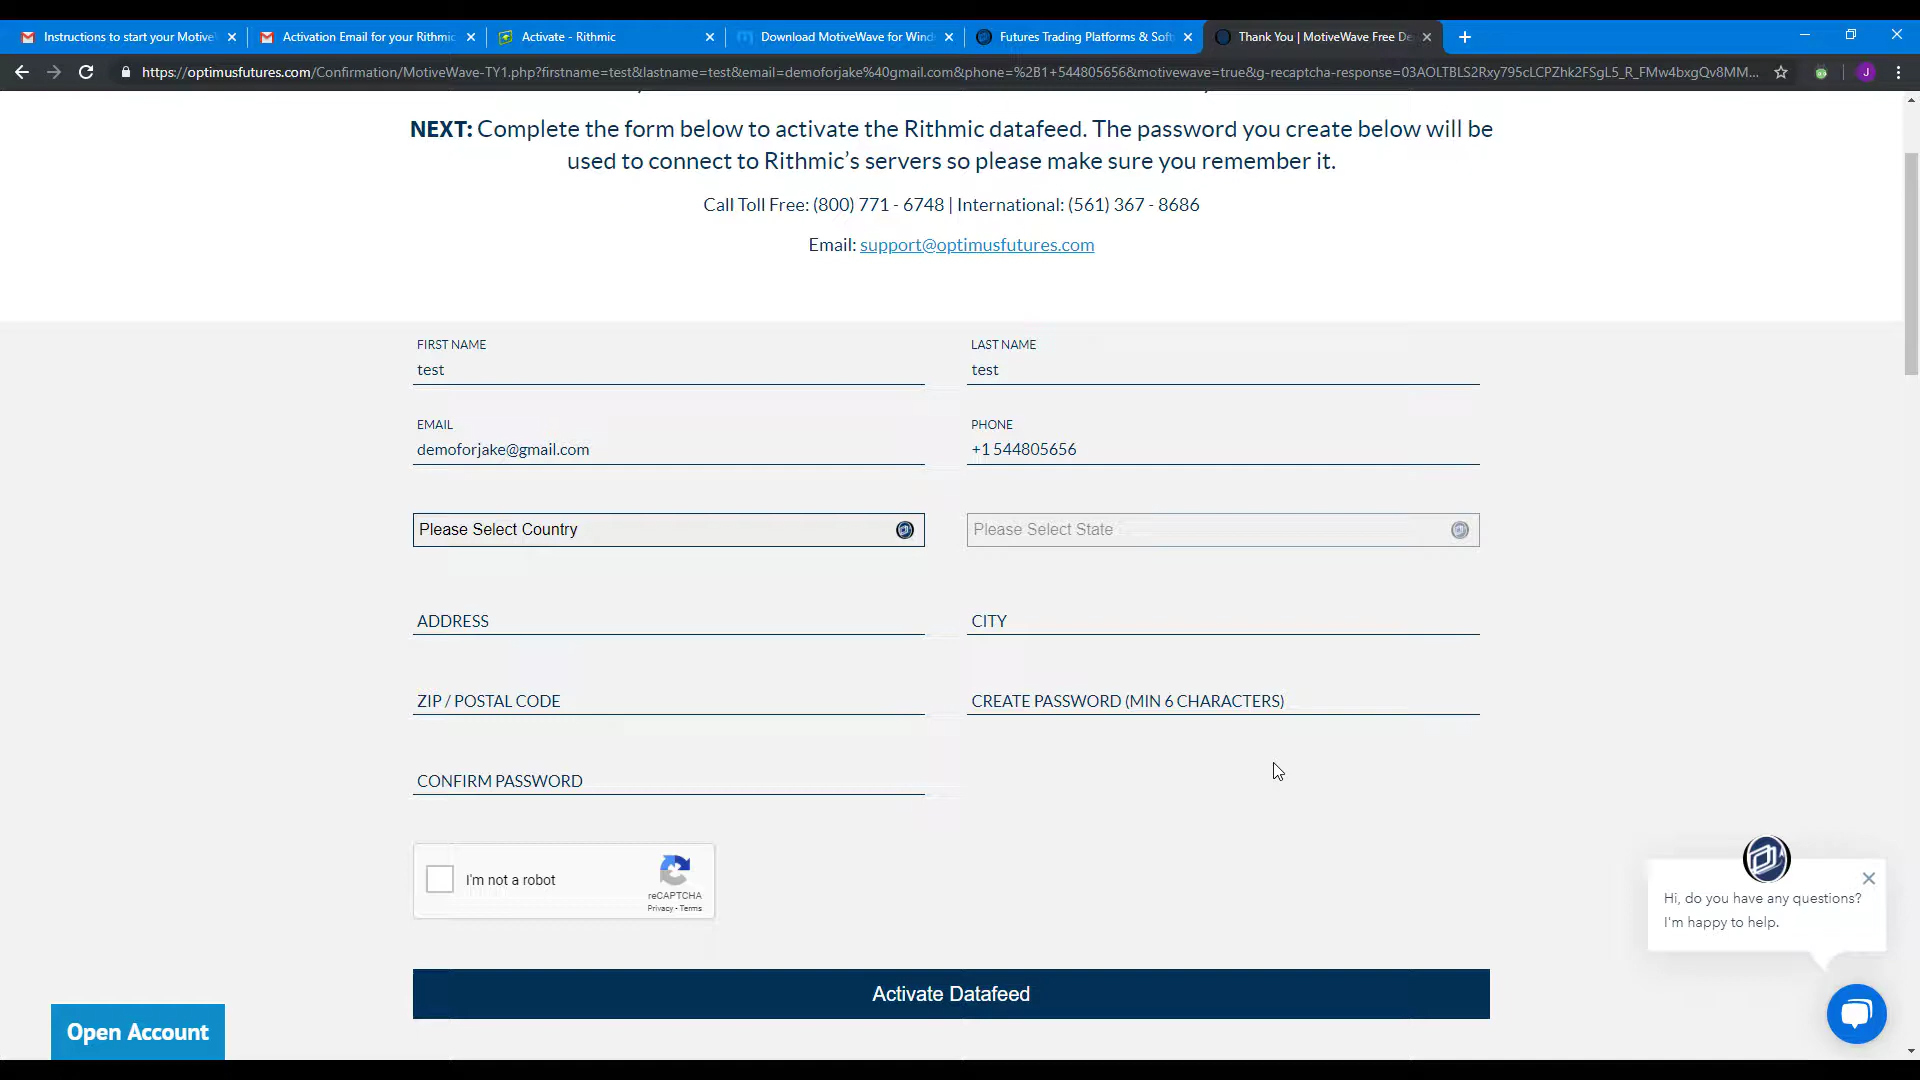 Instructions to start your Motive
Activation Email for your Rithmic
Activate - Rithmic
Download MotiveWave for Wind
Futures Trading Platforms & Soft
Thank You | MotiveWave Free De
https://optimusfutures.com/Confirmation/MotiveWave-TY1.php?firstname=test&lastname=test&email=demoforjake%40gmail.com&phone=%2B1+544805656&motivewave=true&g-recaptcha-response=03AOLTBLS2Rxy795cLCPZhk2FSgL5_R_FMw4bxgQv8MM...
J
NEXT: Complete the form below to activate the Rithmic datafeed. The password you create below will be
used to connect to Rithmic’s servers so please make sure you remember it.
Call Toll Free: (800) 771 - 6748 | International: (561) 367 - 8686
Email: support@optimusfutures.com
FIRST NAME
test
LAST NAME
test
EMAIL
demoforjake@gmail.com
PHONE
+1 544805656
Please Select Country
Please Select State
ADDRESS
CITY
ZIP / POSTAL CODE
CREATE PASSWORD (MIN 6 CHARACTERS)
CONFIRM PASSWORD
I'm not a robot
reCAPTCHA
Privacy - Terms
Hi, do you have any questions?
I'm happy to help.
Activate Datafeed
Open Account